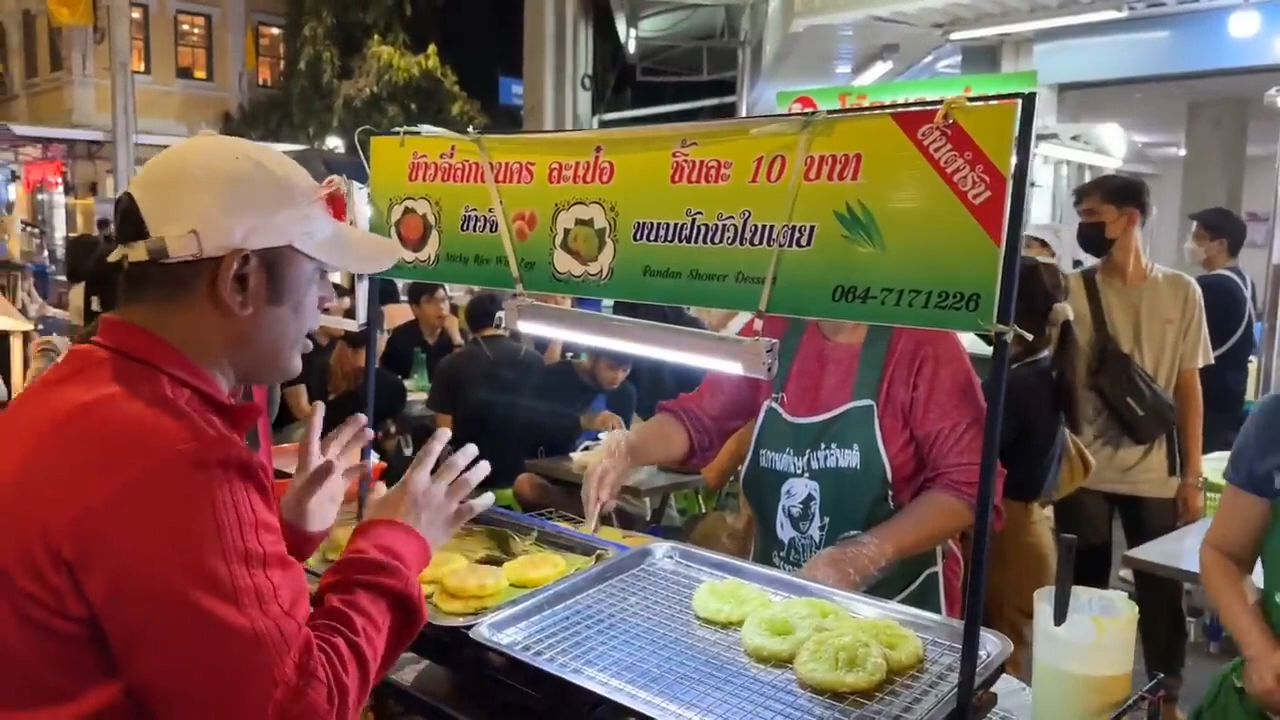 ข้าวจี่สกลนคร ละเป๋อ ชิ้นละ 10 บาท
ต้นตำรับ
ข้าวจี่
ขนมฝักบัวใบเตย
Sticky Rice With Egg
Pandan Shower Dessert
064-7171226